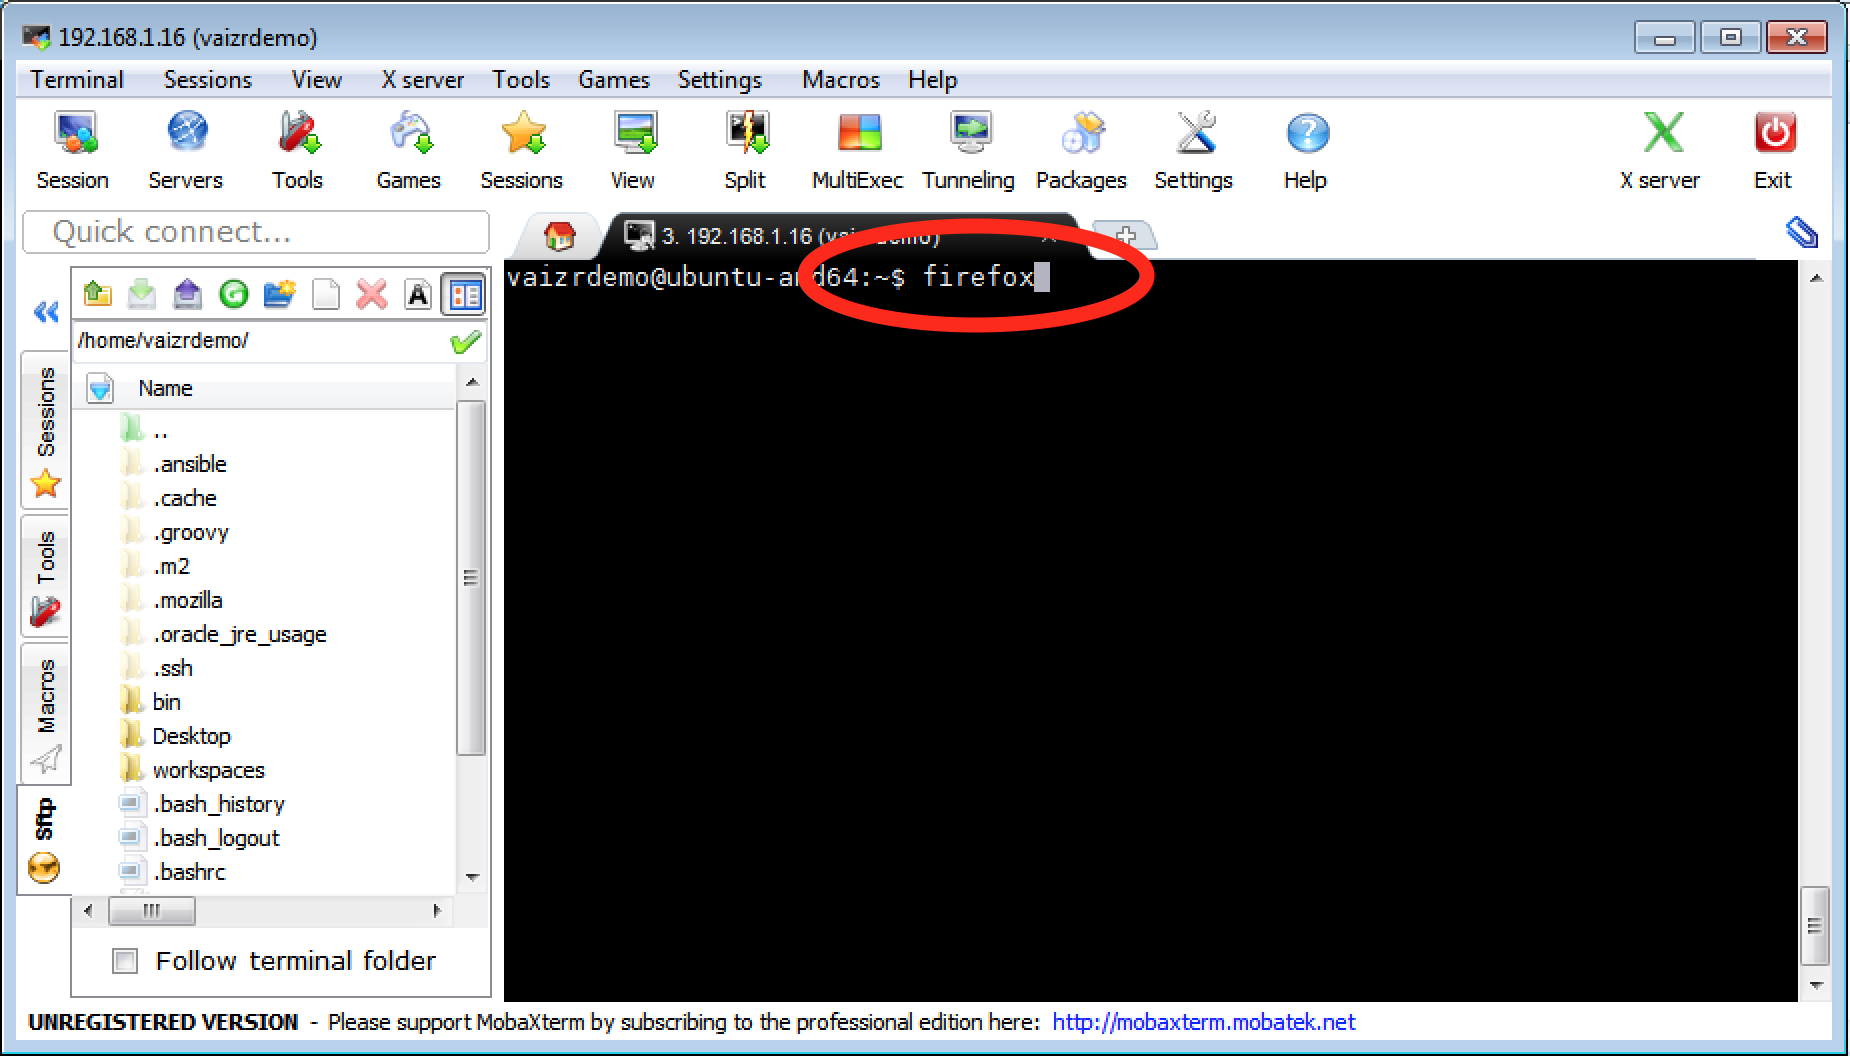 192.168.1.16 (vaizrdemo)
Terminal Sessions View X server Tools Games Settings Macros Help
Session Servers Tools Games Sessions View Split MultiExec Tunneling Packages Settings Help X server Exit
Quick connect...
3. 192.168.1.16 (vaizrdemo)
vaizrdemo@ubuntu-amd64:~$ firefox
/home/vaizrdemo/
Name
..
.ansible
.cache
.groovy
.m2
.mozilla
.oracle_jre_usage
.ssh
bin
Desktop
workspaces
.bash_history
.bash_logout
.bashrc
Sessions
Tools
Macros
Sftp
Follow terminal folder
UNREGISTERED VERSION - Please support MobaXterm by subscribing to the professional edition here: http://mobaxterm.mobatek.net